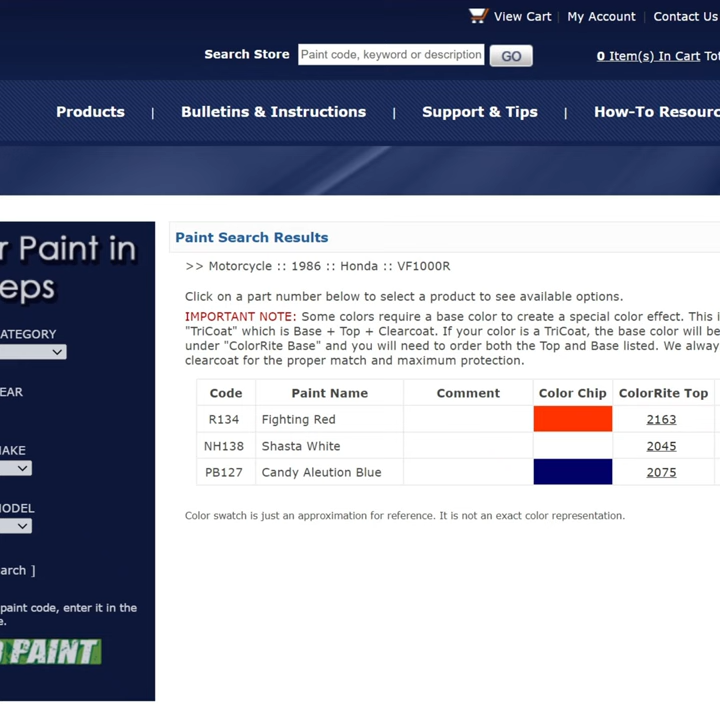 View Cart | My Account | Contact Us
Search Store Paint code, keyword or description GO 0 Item(s) In Cart
Products | Bulletins & Instructions | Support & Tips | How-To
r Paint in
eps
ATEGORY
EAR
AKE
ODEL
arch ]
paint code, enter it in the
e.
PAINT
Paint Search Results
>> Motorcycle :: 1986 :: Honda :: VF1000R
Click on a part number below to select a product to see available options.
IMPORTANT NOTE: Some colors require a base color to create a special color effect. This i
"TriCoat" which is Base + Top + Clearcoat. If your color is a TriCoat, the base color will be
under "ColorRite Base" and you will need to order both the Top and Base listed. We alway
clearcoat for the proper match and maximum protection.
Code Paint Name Comment Color Chip ColorRite Top
R134 Fighting Red 2163
NH138 Shasta White 2045
PB127 Candy Aleution Blue 2075
Color swatch is just an approximation for reference. It is not an exact color representation.